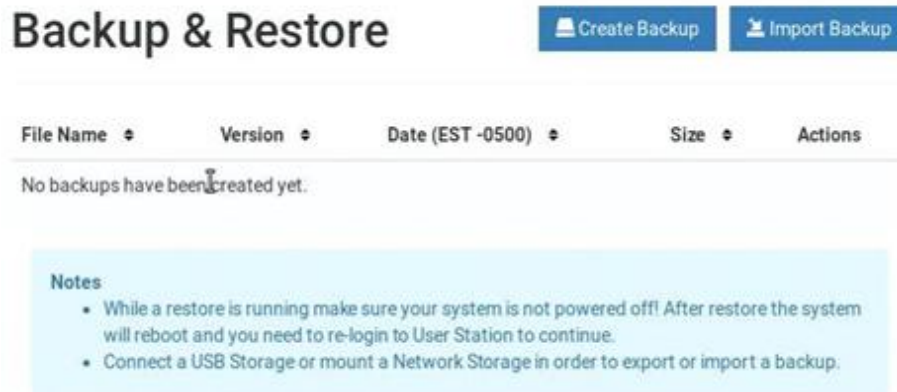 Backup & Restore
Create Backup
Import Backup
File Name Version Date (EST -0500) Size Actions
No backups have been created yet.
Notes
• While a restore is running make sure your system is not powered off! After restore the system
will reboot and you need to re-login to User Station to continue.
• Connect a USB Storage or mount a Network Storage in order to export or import a backup.